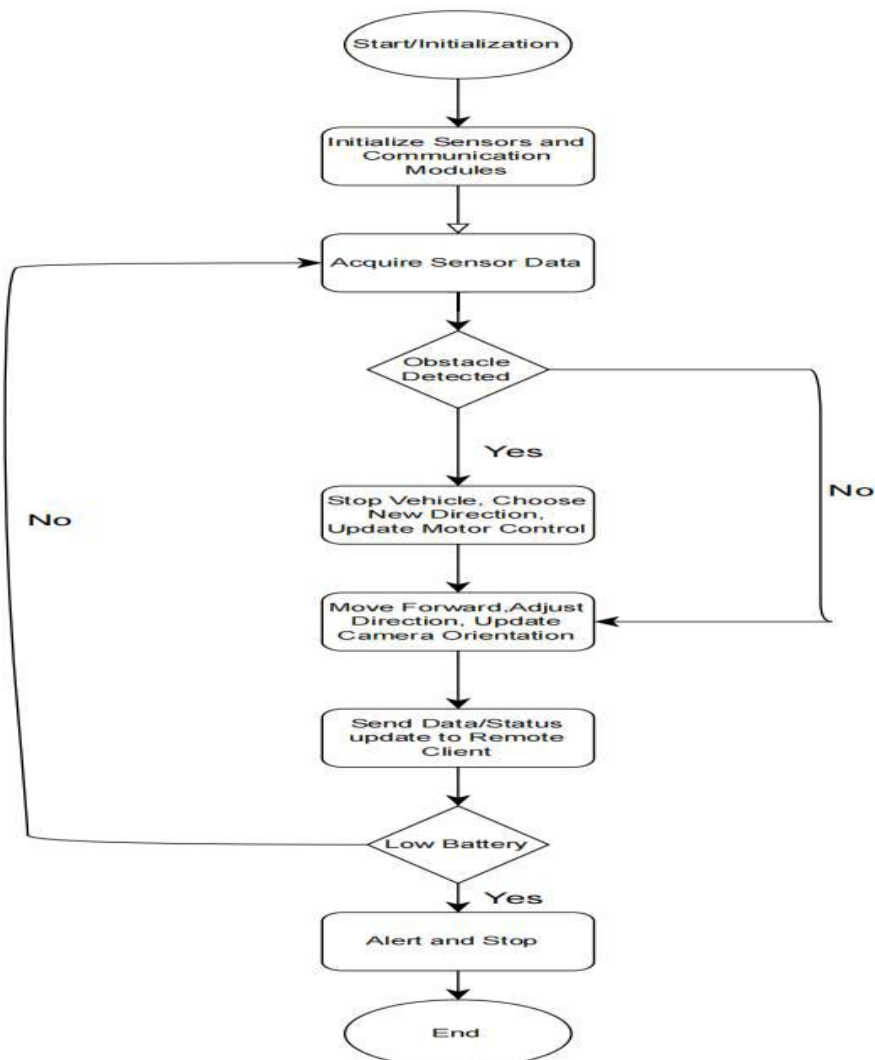 Start/Initialization
Initialize Sensors and
Communication
Modules
Acquire Sensor Data
Obstacle
Detected
Yes
No
No
Stop Vehicle, Choose
New Direction,
Update Motor Control
Move Forward,Adjust
Direction, Update
Camera Orientation
Send Data/Status
update to Remote
Client
Low Battery
Yes
Alert and Stop
End